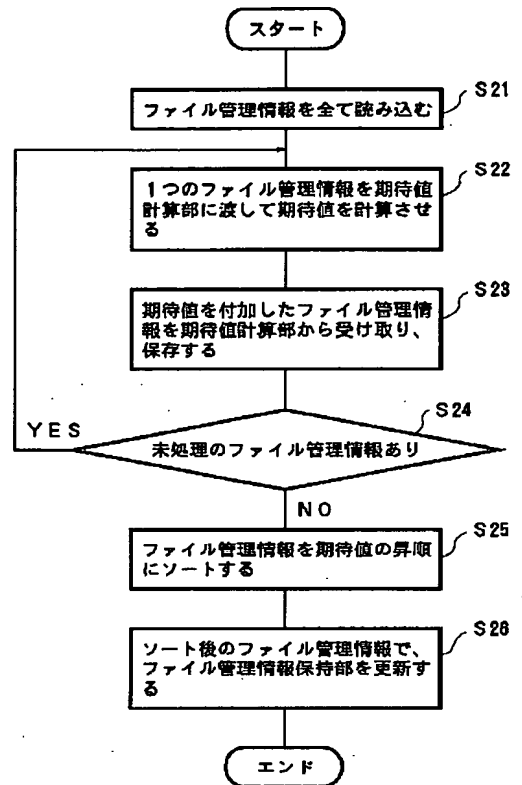 スタート
S21
ファイル管理情報を全て読み込む
S22
1つのファイル管理情報を期待値
計算部に渡して期待値を計算させ
る
S23
期待値を付加したファイル管理情
報を期待値計算部から受け取り、
保存する
S24
YES
未処理のファイル管理情報あり
NO
S25
ファイル管理情報を期待値の昇順
にソートする
S26
ソート後のファイル管理情報で、
ファイル管理情報保持部を更新す
る
エンド